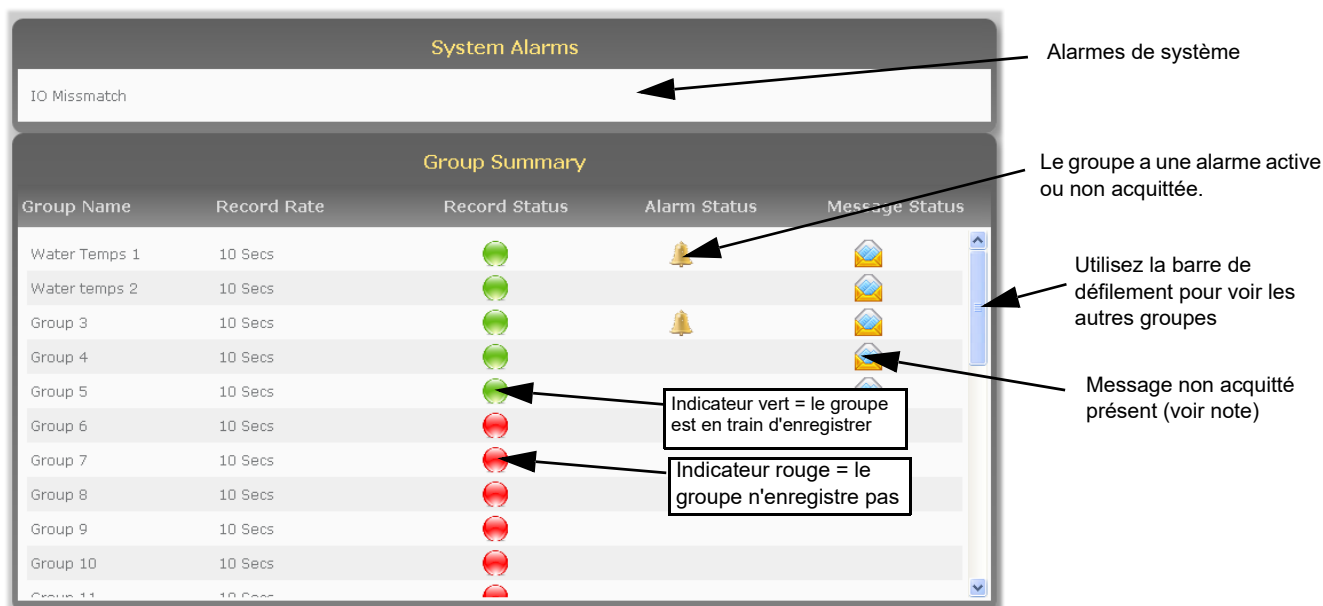 System Alarms
IO Missmatch
Alarmes de système
Group Summary
Group Name Record Rate Record Status Alarm Status Message Status
Water Temps 1 10 Secs
Water temps 2 10 Secs
Group 3 10 Secs
Group 4 10 Secs
Group 5 10 Secs
Group 6 10 Secs
Group 7 10 Secs
Group 8 10 Secs
Group 9 10 Secs
Group 10 10 Secs
Group 11 10 Secs
Le groupe a une alarme active
ou non acquittée.
Utilisez la barre de
défilement pour voir les
autres groupes
Message non acquitté
présent (voir note)
Indicateur vert = le groupe
est en train d'enregistrer
Indicateur rouge = le
groupe n'enregistre pas